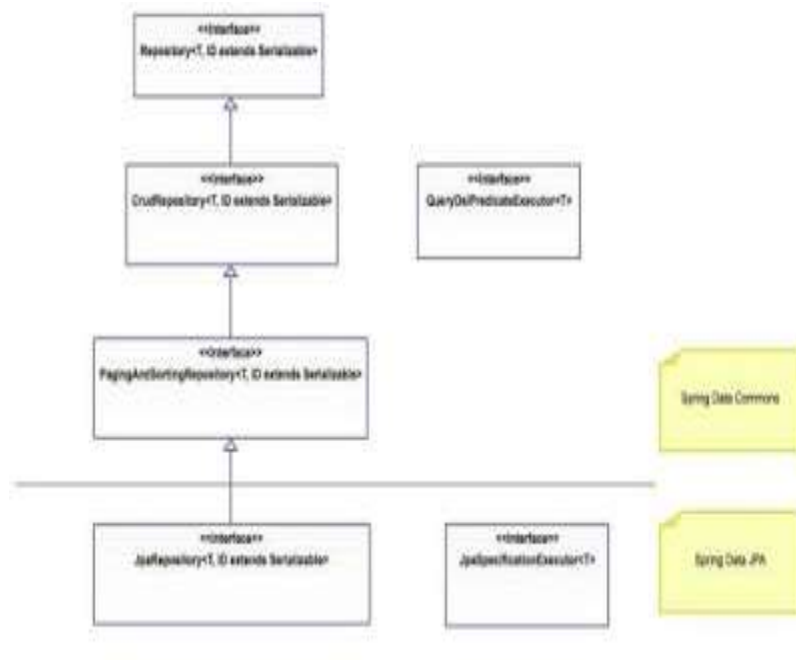 <<Interface>>
Repository<T, ID extends Serializable>
<<Interface>>
CrudRepository<T, ID extends Serializable>
<<Interface>>
QueryDslPredicateExecutor<T>
<<Interface>>
PagingAndSortingRepository<T, ID extends Serializable>
Spring Data Commons
<<Interface>>
JpaRepository<T, ID extends Serializable>
<<Interface>>
JpaSpecificationExecutor<T>
Spring Data JPA